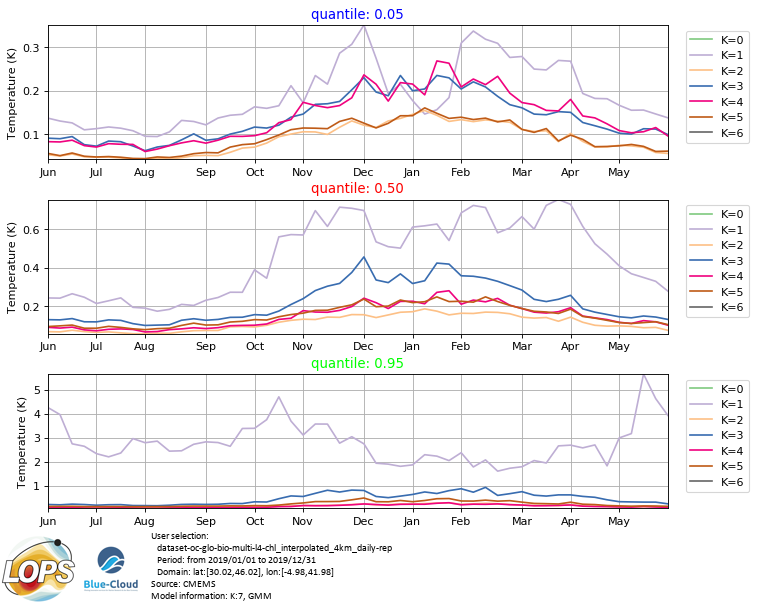 quantile: 0.05
Temperature (K)
0.3
0.2
0.1
Jun Jul Aug Sep Oct Nov Dec Jan Feb Mar Apr May
K=0
K=1
K=2
K=3
K=4
K=5
K=6
quantile: 0.50
Temperature (K)
0.6
0.4
0.2
Jun Jul Aug Sep Oct Nov Dec Jan Feb Mar Apr May
K=0
K=1
K=2
K=3
K=4
K=5
K=6
quantile: 0.95
Temperature (K)
5
4
3
2
1
Jun Jul Aug Sep Oct Nov Dec Jan Feb Mar Apr May
K=0
K=1
K=2
K=3
K=4
K=5
K=6
LOPS
Blue-Cloud
User selection:
dataset-oc-glo-bio-multi-l4-chl_interpolated_4km_daily-rep
Period: from 2019/01/01 to 2019/12/31
Domain: lat:[30.02,46.02], lon:[-4.98,41.98]
Source: CMEMS
Model information: K:7, GMM